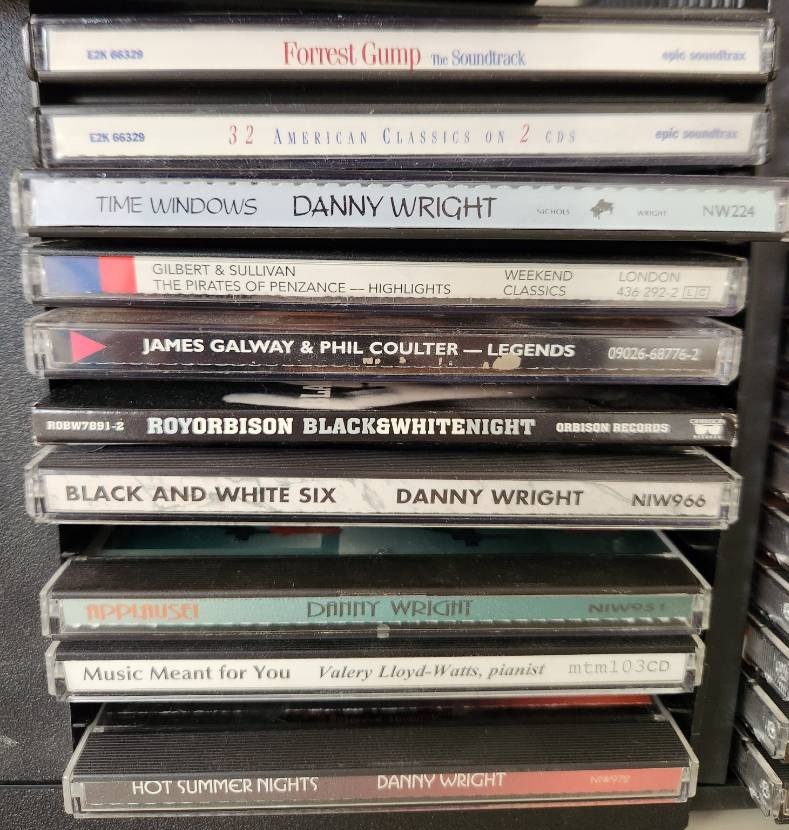 E2K 66329 Forrest Gump The Soundtrack epic soundtrax
E2K 66329 32 AMERICAN CLASSICS ON 2 CDS epic soundtrax
TIME WINDOWS DANNY WRIGHT NICHOLS WRIGHT NW224
GILBERT & SULLIVAN WEEKEND LONDON
THE PIRATES OF PENZANCE — HIGHLIGHTS CLASSICS 436 292-2 LC
JAMES GALWAY & PHIL COULTER — LEGENDS 09026-68776-2
ROBW7891-2 ROYORBISON BLACK&WHITENIGHT ORBISON RECORDS
BLACK AND WHITE SIX DANNY WRIGHT NIW966
APPLAUSE! DANNY WRIGHT NIW951
Music Meant for You Valery Lloyd-Watts, pianist mtm103CD
HOT SUMMER NIGHTS DANNY WRIGHT